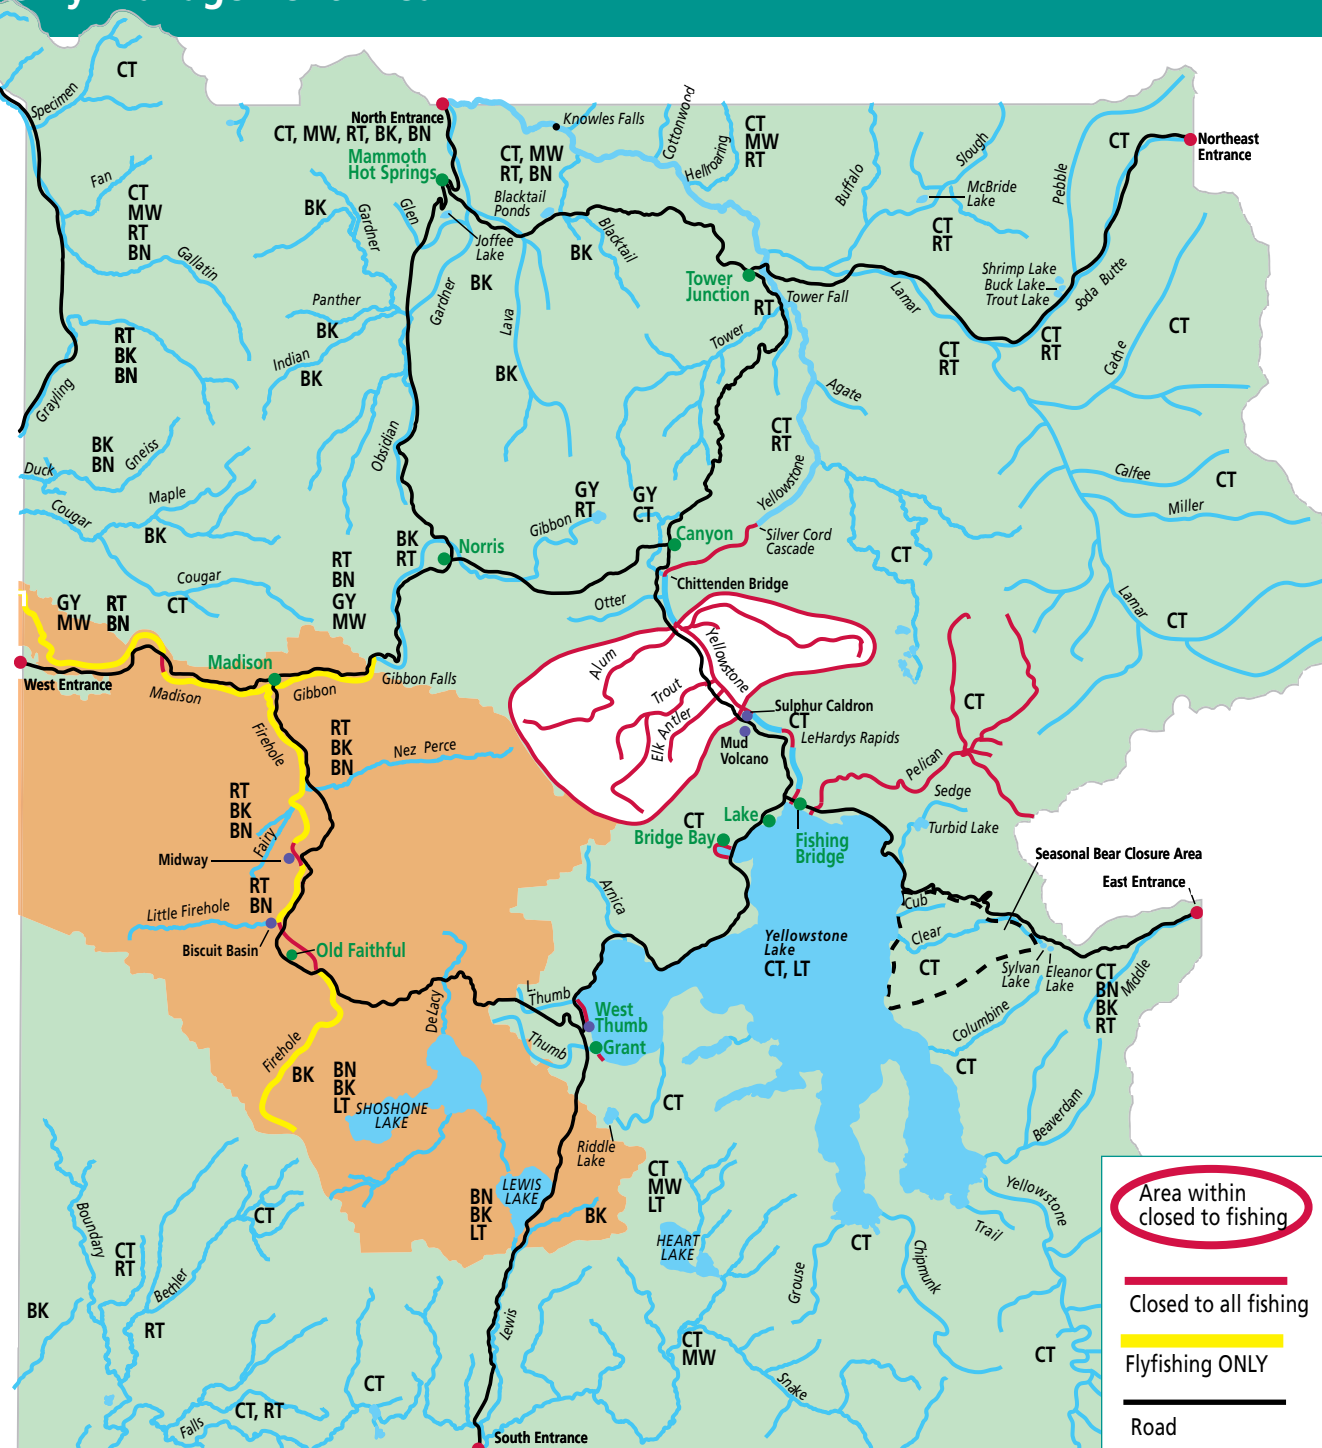 CT
Specimen
North Entrance
CT, MW, RT, BK, BN
Mammoth
Hot Springs
Knowles Falls
Cottonwood
Hellroaring
CT
MW
RT
CT, MW
RT, BN
Blacktail
Ponds
Buffalo
Slough
McBride
Lake
Pebble
CT
Northeast
Entrance
Fan
CT
MW
RT
BN
Gallatin
BK
Gardner
Glen
Joffee
Lake
BK
Blacktail
BK
CT
RT
Shrimp Lake
Buck Lake
Trout Lake
Soda Butte
Tower
Junction
RT
Tower Fall
Lamar
Panther
BK
Indian
BK
Gardner
Lava
BK
Tower
CT
RT
CT
RT
Cache
CT
RT
BK
BN
Grayling
Agate
BK
BN
Gneiss
Duck
Maple
Cougar
BK
Obsidian
CT
RT
Yellowstone
Calfee
CT
Miller
GY
RT
Gibbon
GY
CT
Canyon
Silver Cord
Cascade
BK
RT
Norris
CT
Cougar
CT
RT
BN
GY
MW
Chittenden Bridge
Otter
Lamar
CT
GY
MW
RT
BN
Madison
West Entrance
Madison
Gibbon
Gibbon Falls
Alum
Yellowstone
Trout
Elk Antler
Sulphur Caldron
CT
Mud
Volcano
LeHardys Rapids
CT
Pelican
Sedge
Turbid Lake
Firehole
RT
BK
BN
Nez Perce
RT
BK
BN
Fairy
Midway
RT
BN
Little Firehole
Biscuit Basin
Old Faithful
CT
Lake
Bridge Bay
Fishing
Bridge
Seasonal Bear Closure Area
East Entrance
Arnica
Cub
Clear
CT
Yellowstone
Lake
CT, LT
Sylvan
Lake
Eleanor
Lake
CT
BN
BK
RT
Middle
L.
Thumb
Thumb
West
Thumb
Grant
DeLacy
Columbine
CT
Firehole
BK
BN
BK
LT
SHOSHONE
LAKE
CT
Beaverdam
Riddle
Lake
LEWIS
LAKE
BN
BK
LT
BK
CT
MW
LT
HEART
LAKE
Yellowstone
Trail
CT
Chipmunk
Grouse
Boundary
CT
CT
RT
Bechler
BK
RT
Lewis
CT
MW
Snake
CT
CT
CT, RT
Falls
South Entrance
Area within
closed to fishing
Closed to all fishing
Flyfishing ONLY
Road